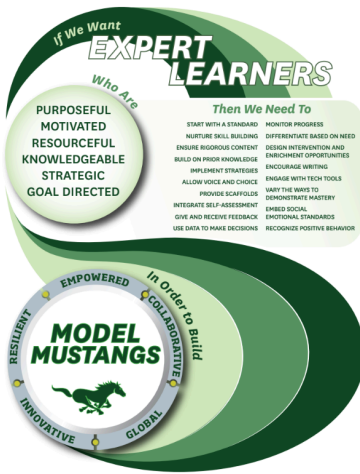 If We Want
EXPERT
LEARNERS
Who Are
PURPOSEFUL
MOTIVATED
RESOURCEFUL
KNOWLEDGEABLE
STRATEGIC
GOAL DIRECTED
Then We Need To
START WITH A STANDARD
NURTURE SKILL BUILDING
ENSURE RIGOROUS CONTENT
BUILD ON PRIOR KNOWLEDGE
IMPLEMENT STRATEGIES
ALLOW VOICE AND CHOICE
PROVIDE SCAFFOLDS
INTEGRATE SELF-ASSESSMENT
GIVE AND RECEIVE FEEDBACK
USE DATA TO MAKE DECISIONS
MONITOR PROGRESS
DIFFERENTIATE BASED ON NEED
DESIGN INTERVENTION AND
ENRICHMENT OPPORTUNITIES
ENCOURAGE WRITING
ENGAGE WITH TECH TOOLS
VARY THE WAYS TO
DEMONSTRATE MASTERY
EMBED SOCIAL
EMOTIONAL STANDARDS
RECOGNIZE POSITIVE BEHAVIOR
In Order to Build
MODEL
MUSTANGS
EMPOWERED
COLLABORATIVE
GLOBAL
INNOVATIVE
RESILIENT